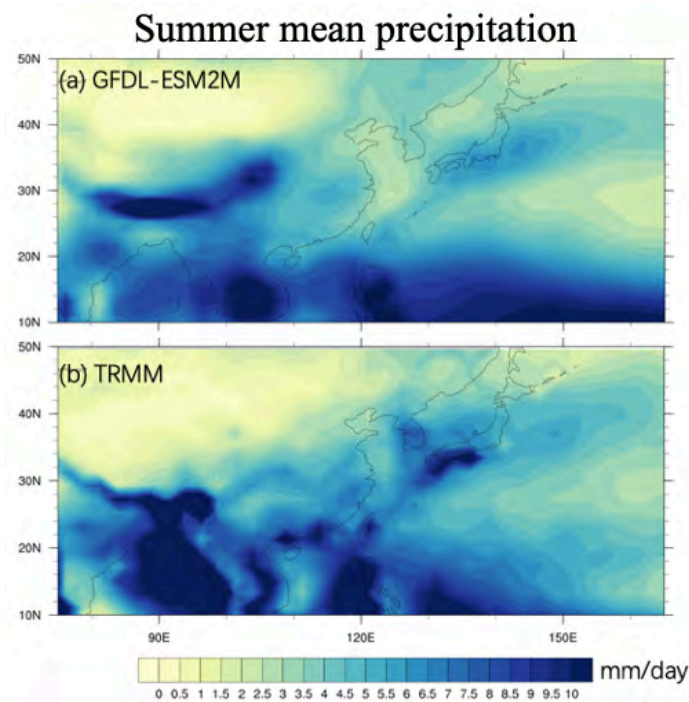 Summer mean precipitation
50N
(a) GFDL-ESM2M
40N
30N
20N
10N
50N
(b) TRMM
40N
30N
20N
10N
90E 120E 150E
0 0.5 1 1.5 2 2.5 3 3.5 4 4.5 5 5.5 6 6.5 7 7.5 8 8.5 9 9.5 10 mm/day